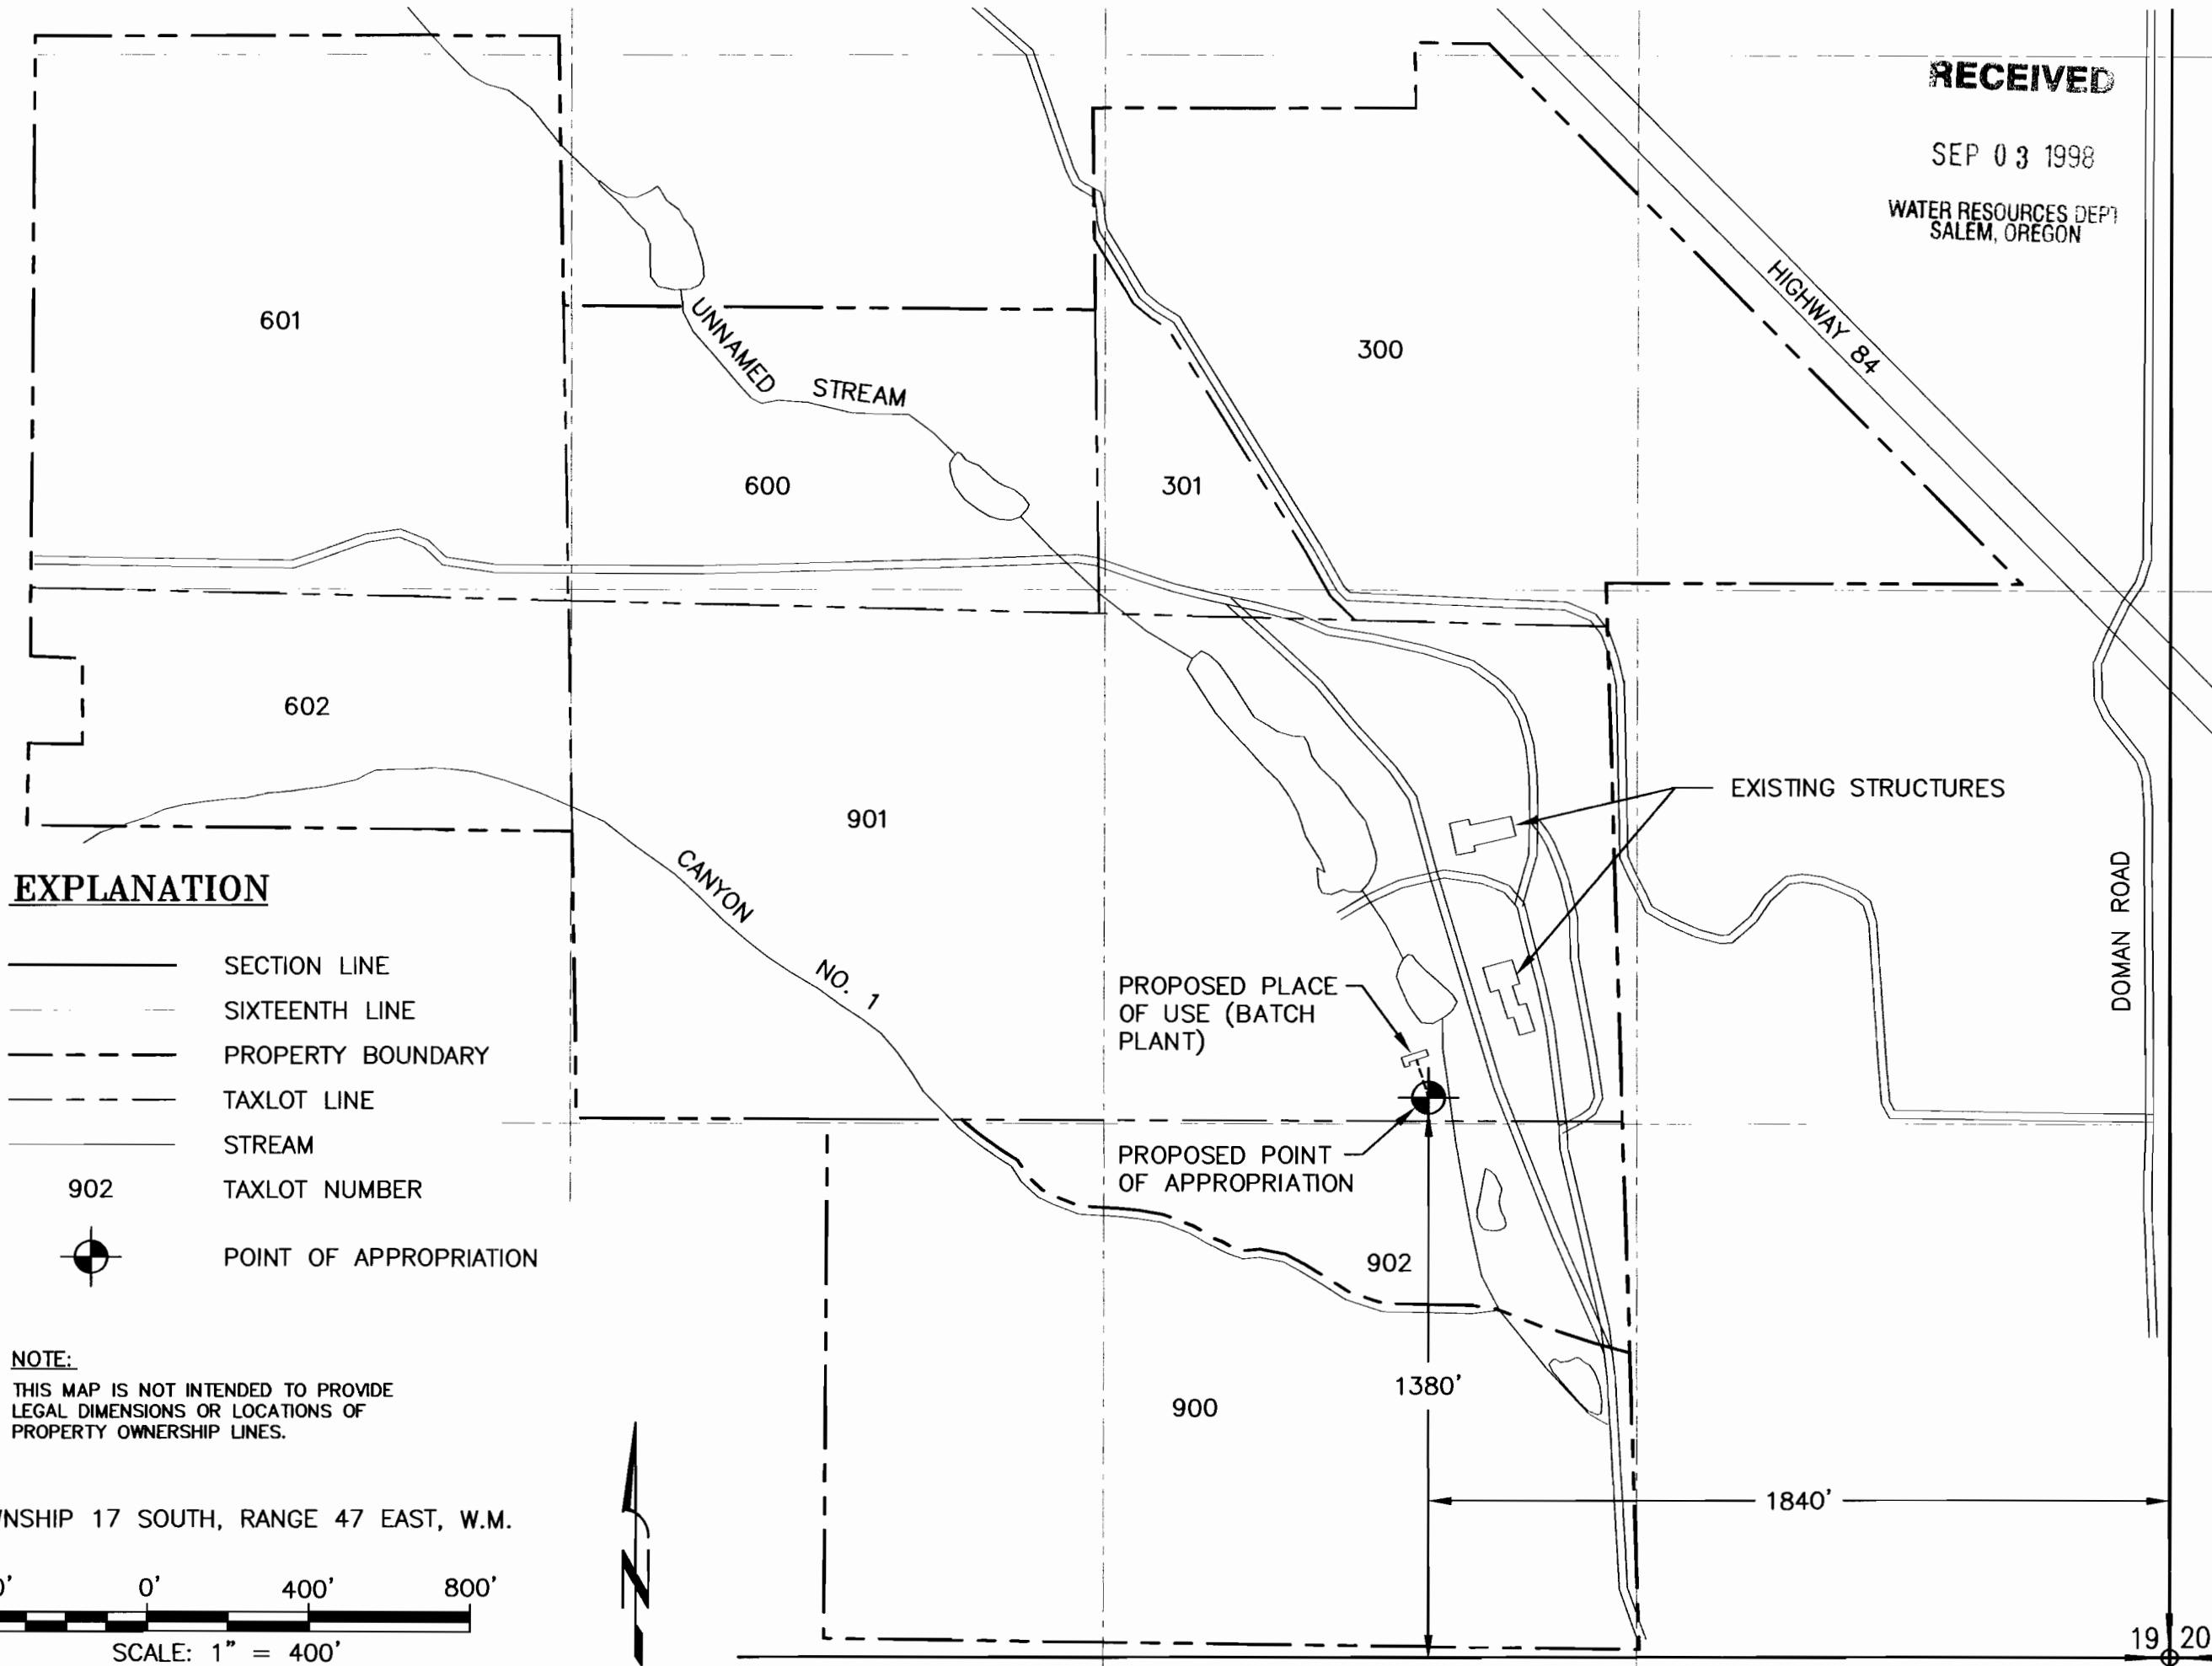 RECEIVED
SEP 03 1998
WATER RESOURCES DEPT
SALEM, OREGON
HIGHWAY 84
601
UNNAMED STREAM
300
600
301
602
901
EXISTING STRUCTURES
CANYON NO. 1
DOMAN ROAD
PROPOSED PLACE
OF USE (BATCH
PLANT)
PROPOSED POINT
OF APPROPRIATION
902
1380'
900
1840'
EXPLANATION
SECTION LINE
SIXTEENTH LINE
PROPERTY BOUNDARY
TAXLOT LINE
STREAM
902 TAXLOT NUMBER
POINT OF APPROPRIATION
NOTE:
THIS MAP IS NOT INTENDED TO PROVIDE
LEGAL DIMENSIONS OR LOCATIONS OF
PROPERTY OWNERSHIP LINES.
SOUTH, RANGE 47 EAST, W.M.
0' 400' 800'
SCALE: 1" = 400'
N
19 20